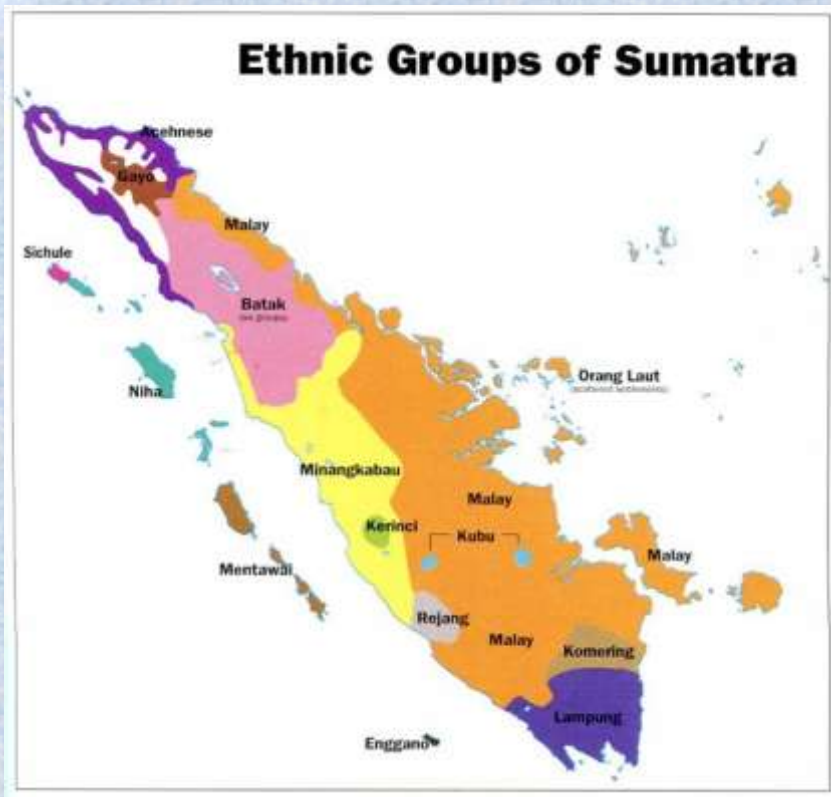 Ethnic Groups of Sumatra
Acehnese
Gayo
Malay
Sichule
Batak
Niha
Orang Laut
Minangkabau
Malay
Kerinci
Kubu
Malay
Mentawai
Rejang
Malay
Komering
Lampung
Enggano